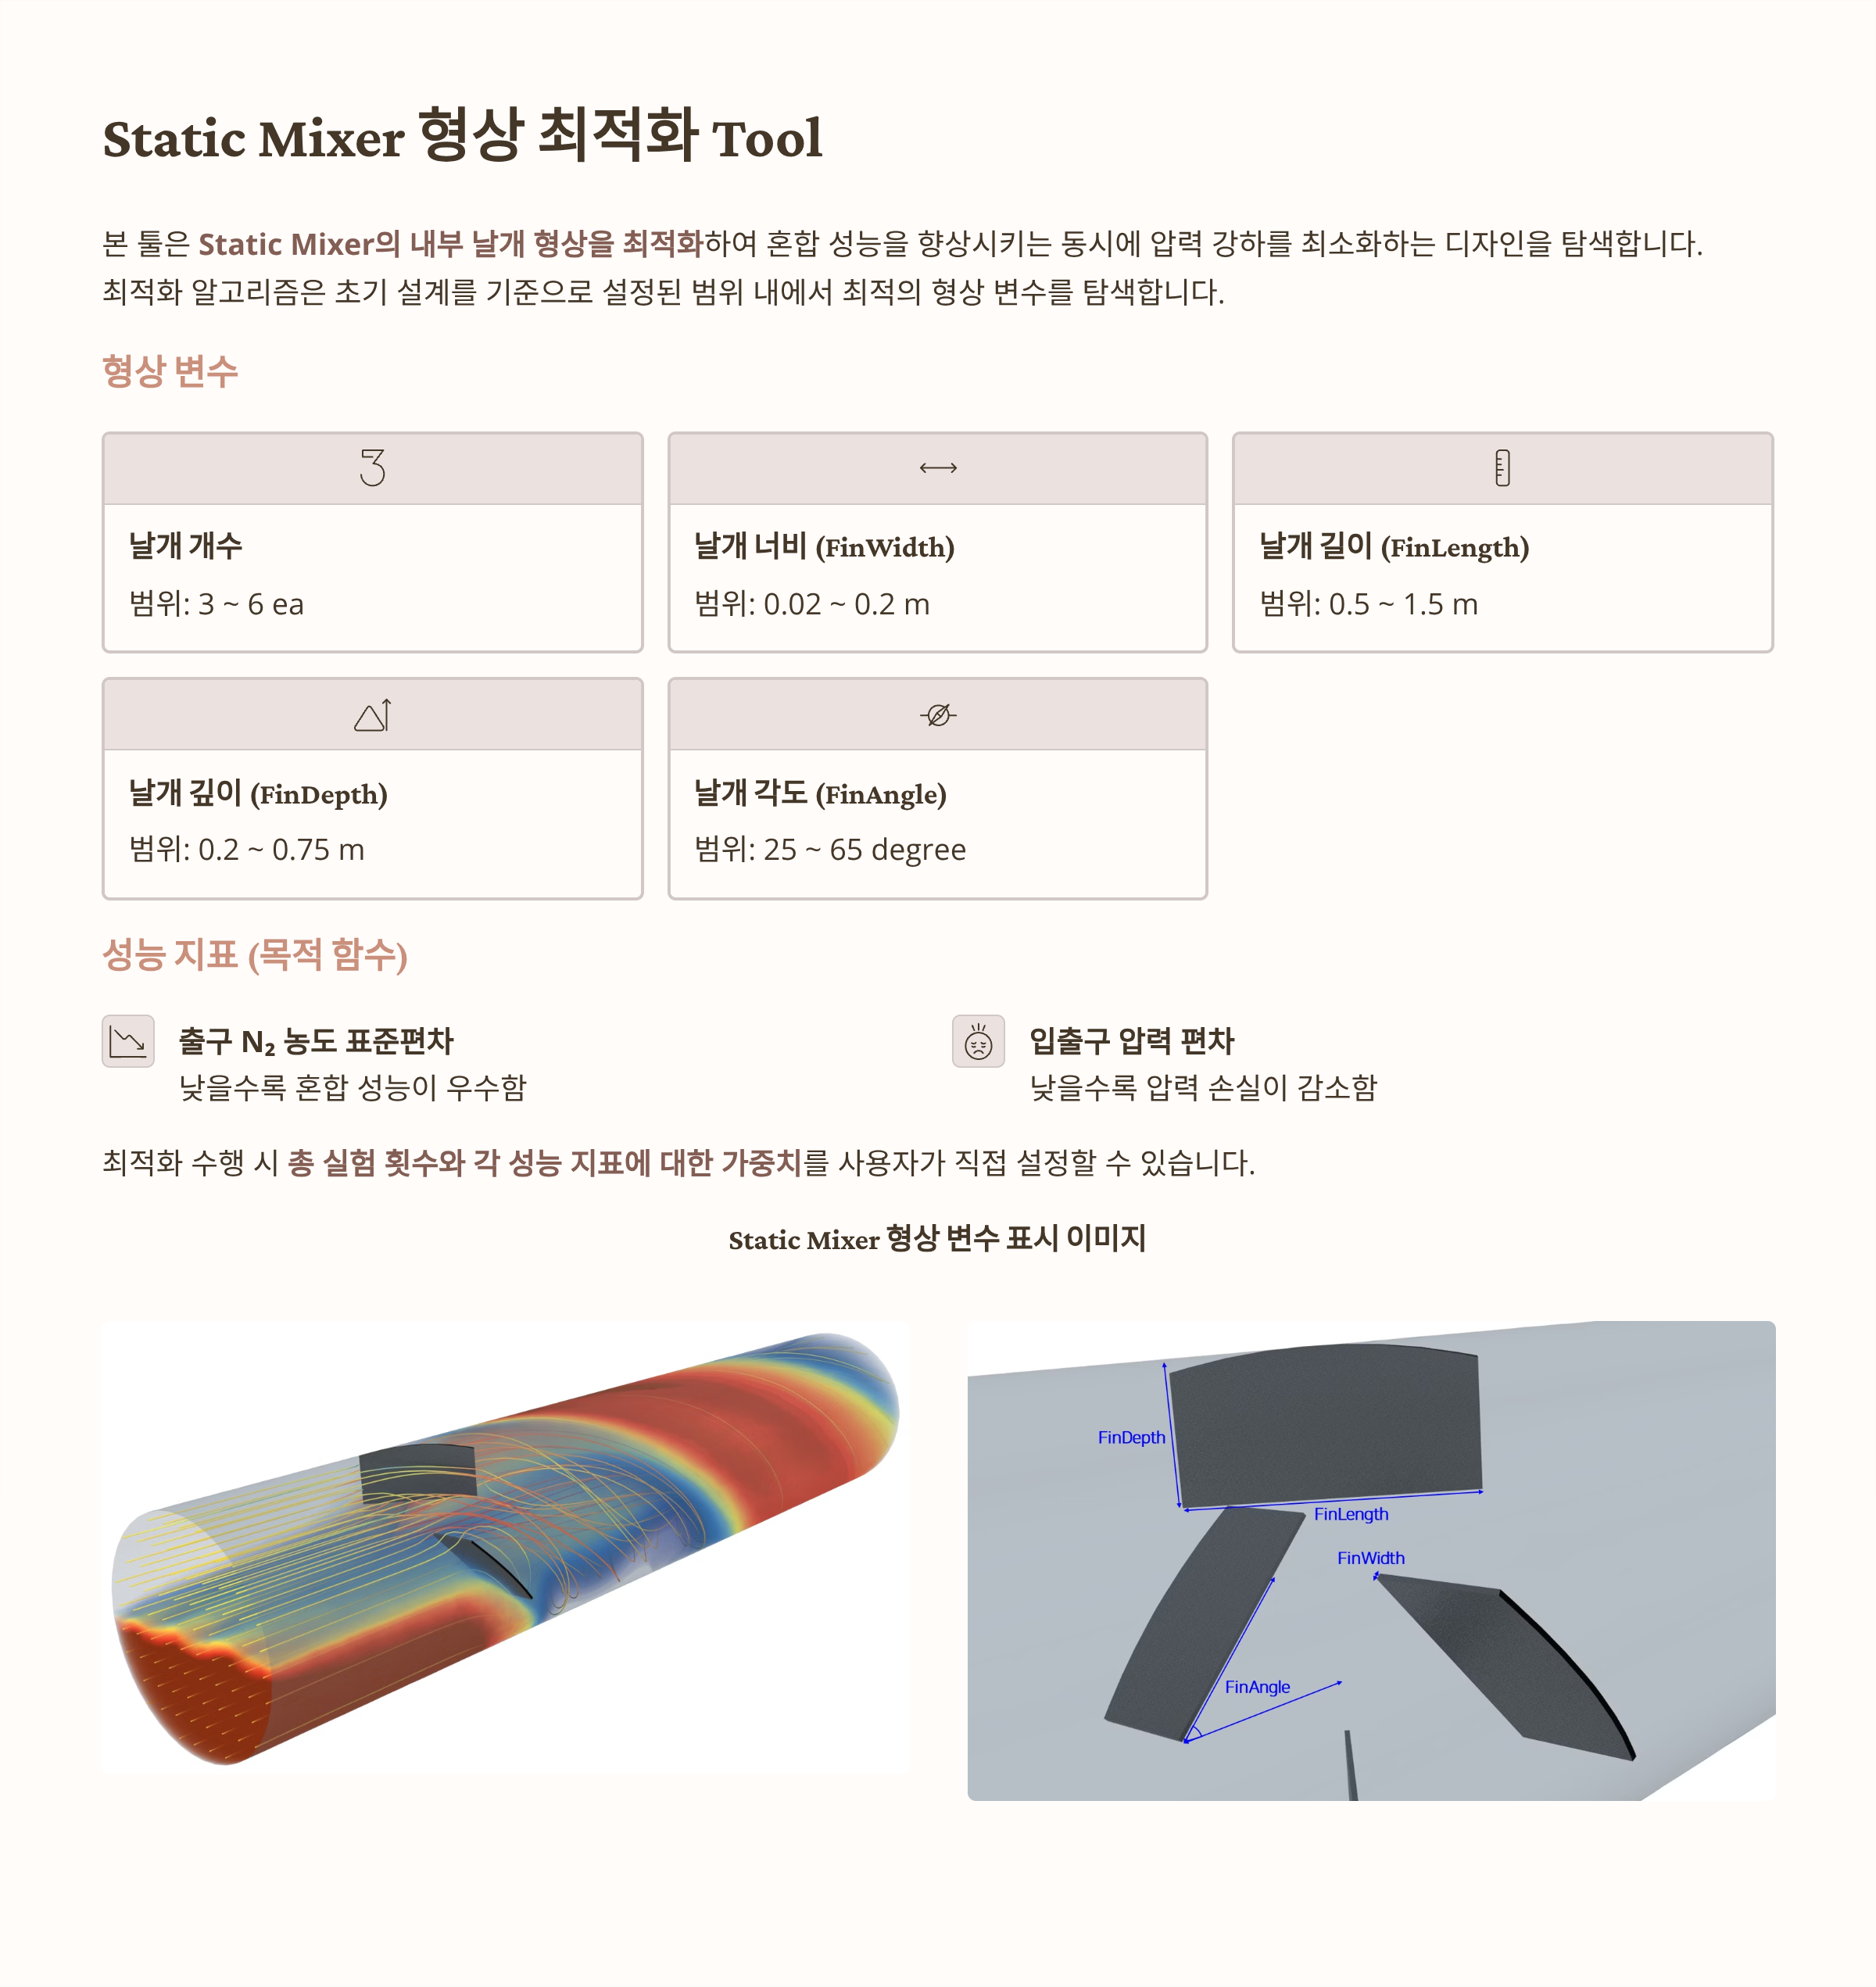 Static Mixer 형상 최적화 Tool
본 툴은 Static Mixer의 내부 날개 형상을 최적화하여 혼합 성능을 향상시키는 동시에 압력 강하를 최소화하는 디자인을 탐색합니다.
최적화 알고리즘은 초기 설계를 기준으로 설정된 범위 내에서 최적의 형상 변수를 탐색합니다.
형상 변수
3
날개 개수
범위: 3 ~ 6 ea
날개 너비 (FinWidth)
범위: 0.02 ~ 0.2 m
날개 길이 (FinLength)
범위: 0.5 ~ 1.5 m
날개 깊이 (FinDepth)
범위: 0.2 ~ 0.75 m
날개 각도 (FinAngle)
범위: 25 ~ 65 degree
성능 지표 (목적 함수)
출구 N₂ 농도 표준편차
낮을수록 혼합 성능이 우수함
입출구 압력 편차
낮을수록 압력 손실이 감소함
최적화 수행 시 총 실험 횟수와 각 성능 지표에 대한 가중치를 사용자가 직접 설정할 수 있습니다.
Static Mixer 형상 변수 표시 이미지
FinDepth
FinLength
FinWidth
FinAngle